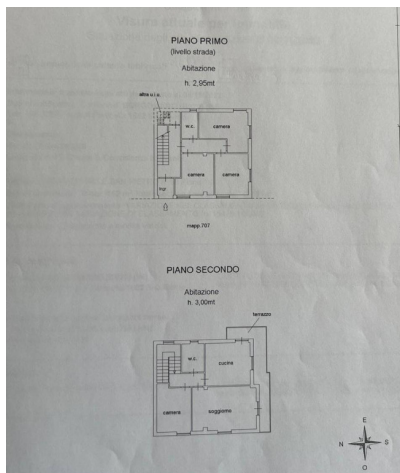 PIANO PRIMO
(livello strada)
Abitazione
h. 2,95mt
altra u.i.u.
w.c.
camera
camera
camera
ingr.
mapp.707
PIANO SECONDO
Abitazione
h. 3,00mt
terrazzo
w.c.
cucina
camera
soggiorno
E
N
S
O